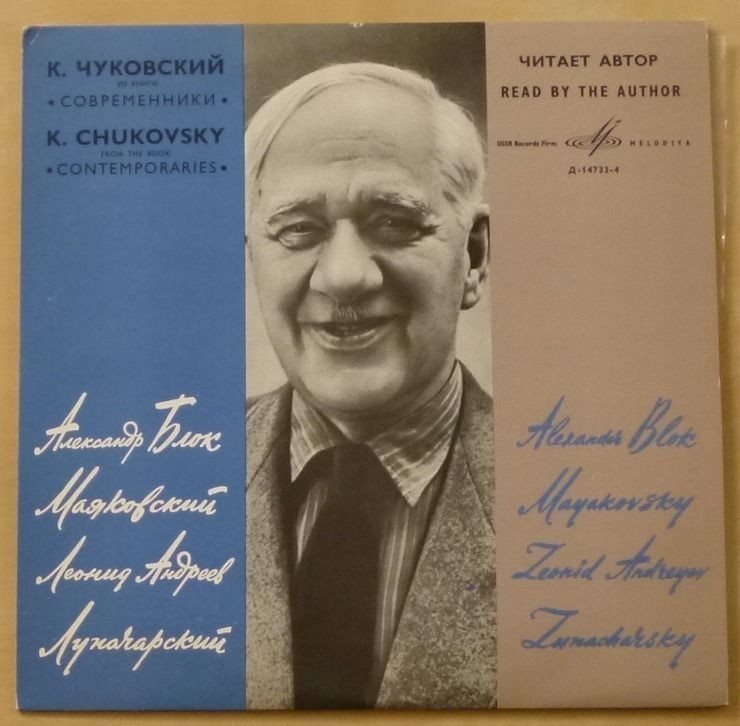 К. ЧУКОВСКИЙ
ИЗ КНИГИ
• СОВРЕМЕННИКИ •
K. CHUKOVSKY
FROM THE BOOK
• CONTEMPORARIES •
ЧИТАЕТ АВТОР
READ BY THE AUTHOR
USSR Records Firm MELODIYA
Д-14733-4
Александр Блок
Маяковский
Леонид Андреев
Луначарский
Alexander Blok
Mayakovsky
Leonid Andreyev
Lunacharsky